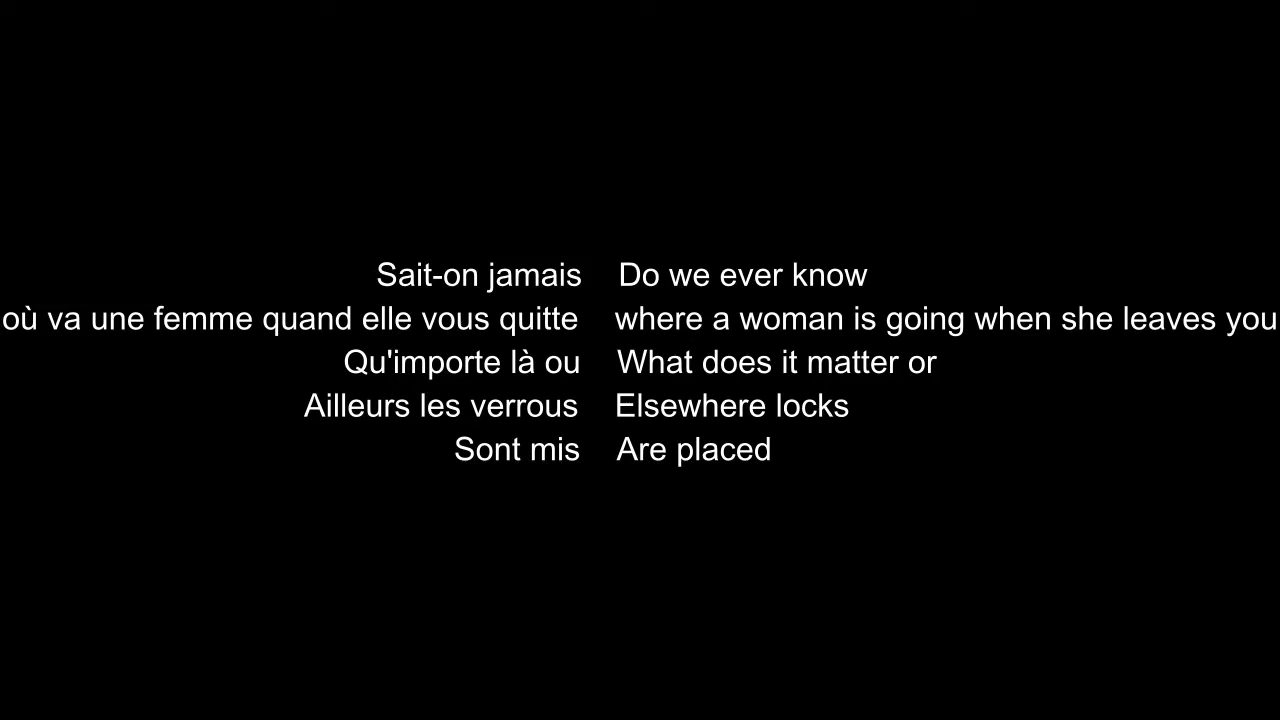 Sait-on jamais Do we ever know
où va une femme quand elle vous quitte where a woman is going when she leaves you
Qu'importe là ou What does it matter or
Ailleurs les verrous Elsewhere locks
Sont mis Are placed